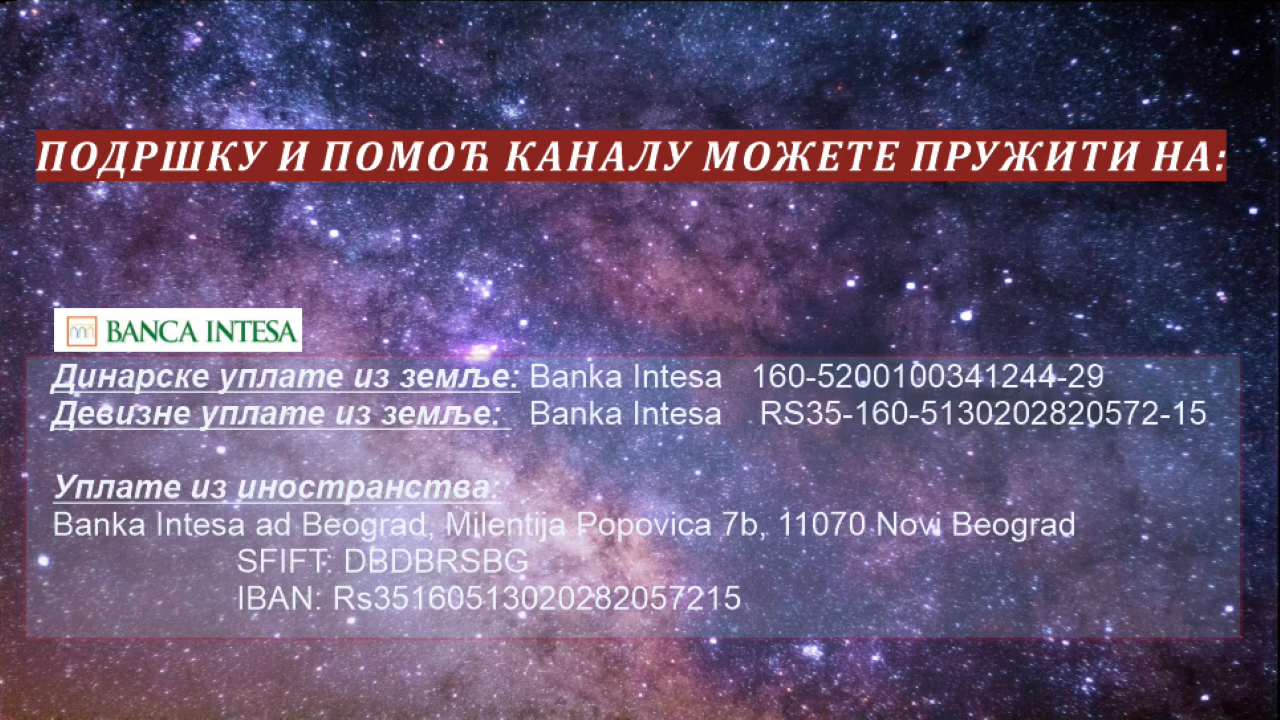 ПОДРШКУ И ПОМОЋ КАНАЛУ МОЖЕТЕ ПРУЖИТИ НА:
BANCA INTESA
Динарске уплате из земље: Banka Intesa 160-5200100341244-29
Девизне уплате из земље: Banka Intesa RS35-160-5130202820572-15
Уплате из иностранства:
Banka Intesa ad Beograd, Milentija Popovica 7b, 11070 Novi Beograd
SFIFT: DBDBRSBG
IBAN: Rs35160513020282057215